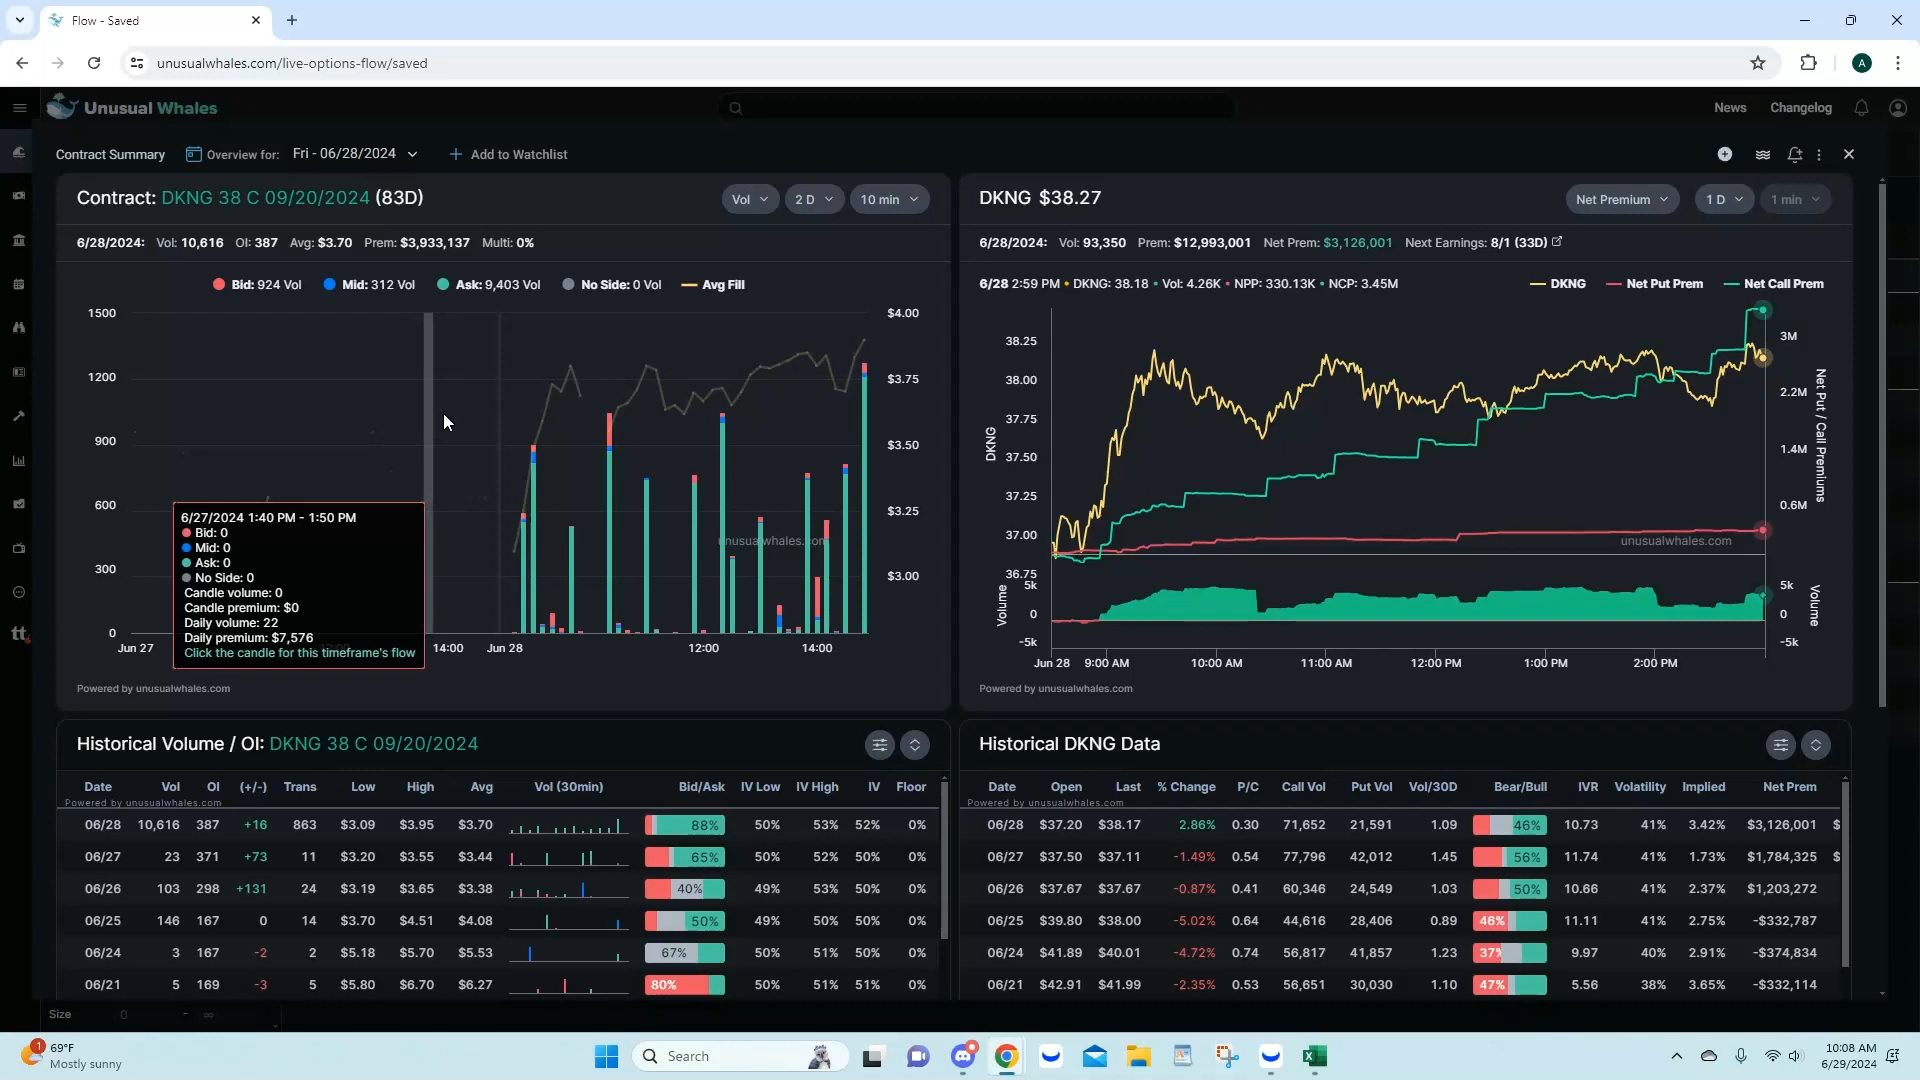 Flow - Saved
unusualwhales.com/live-options-flow/saved
A
Unusual Whales
News Changelog
Contract Summary Overview for: Fri - 06/28/2024 + Add to Watchlist
Contract: DKNG 38 C 09/20/2024 (83D) Vol 2 D 10 min
6/28/2024: Vol: 10,616 OI: 387 Avg: $3.70 Prem: $3,933,137 Multi: 0%
Bid: 924 Vol Mid: 312 Vol Ask: 9,403 Vol No Side: 0 Vol Avg Fill
1500 $4.00
1200 $3.75
900 $3.50
600 $3.25
300 $3.00
0
Jun 27 14:00 Jun 28 12:00 14:00
unusualwhales.com
6/27/2024 1:40 PM - 1:50 PM
Bid: 0
Mid: 0
Ask: 0
No Side: 0
Candle volume: 0
Candle premium: $0
Daily volume: 22
Daily premium: $7,576
Click the candle for this timeframe's flow
Powered by unusualwhales.com
DKNG $38.27 Net Premium 1 D 1 min
6/28/2024: Vol: 93,350 Prem: $12,993,001 Net Prem: $3,126,001 Next Earnings: 8/1 (33D)
6/28 2:59 PM • DKNG: 38.18 • Vol: 4.26K • NPP: 330.13K • NCP: 3.45M DKNG Net Put Prem Net Call Prem
38.25 3M
38.00
37.75 2.2M
37.50 1.4M
37.25 0.6M
37.00
36.75
DKNG
Net Put / Call Premiums
unusualwhales.com
5k 5k
0 0
-5k -5k
Volume Volume
Jun 28 9:00 AM 10:00 AM 11:00 AM 12:00 PM 1:00 PM 2:00 PM
Powered by unusualwhales.com
Historical Volume / OI: DKNG 38 C 09/20/2024
Date Vol OI (+/-) Trans Low High Avg Vol (30min) Bid/Ask IV Low IV High IV Floor
Powered by unusualwhales.com
06/28 10,616 387 +16 863 $3.09 $3.95 $3.70 88% 50% 53% 52% 0%
06/27 23 371 +73 11 $3.20 $3.55 $3.44 65% 50% 52% 50% 0%
06/26 103 298 +131 24 $3.19 $3.65 $3.38 40% 49% 53% 50% 0%
06/25 146 167 0 14 $3.70 $4.51 $4.08 50% 49% 50% 50% 0%
06/24 3 167 -2 2 $5.18 $5.70 $5.53 67% 50% 51% 50% 0%
06/21 5 169 -3 5 $5.80 $6.70 $6.27 80% 50% 51% 51% 0%
Historical DKNG Data
Date Open Last % Change P/C Call Vol Put Vol Vol/30D Bear/Bull IVR Volatility Implied Net Prem
Powered by unusualwhales.com
06/28 $37.20 $38.17 2.86% 0.30 71,652 21,591 1.09 46% 10.73 41% 3.42% $3,126,001 $
06/27 $37.50 $37.11 -1.49% 0.54 77,796 42,012 1.45 56% 11.74 41% 1.73% $1,784,325 $
06/26 $37.67 $37.67 -0.87% 0.41 60,346 24,549 1.03 50% 10.66 41% 2.37% $1,203,272
06/25 $39.80 $38.00 -5.02% 0.64 44,616 28,406 0.89 46% 11.11 41% 2.75% -$332,787
06/24 $41.89 $40.01 -4.72% 0.74 56,817 41,857 1.23 37% 9.97 40% 2.91% -$374,834
06/21 $42.91 $41.99 -2.35% 0.53 56,651 30,030 1.10 47% 5.56 38% 3.65% -$332,114
Size 0 - ∞
1 69°F
Mostly sunny
Search
10:08 AM
6/29/2024